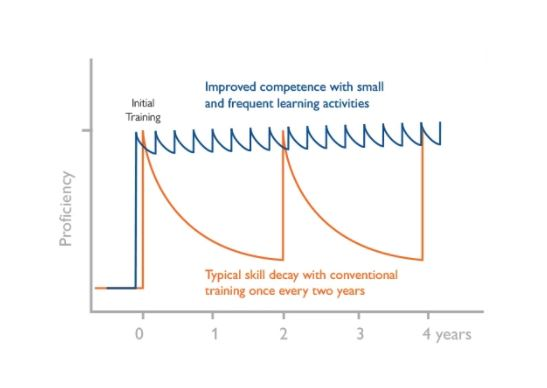 Improved competence with small
and frequent learning activities
Initial
Training
Proficiency
Typical skill decay with conventional
training once every two years
0
1
2
3
4 years